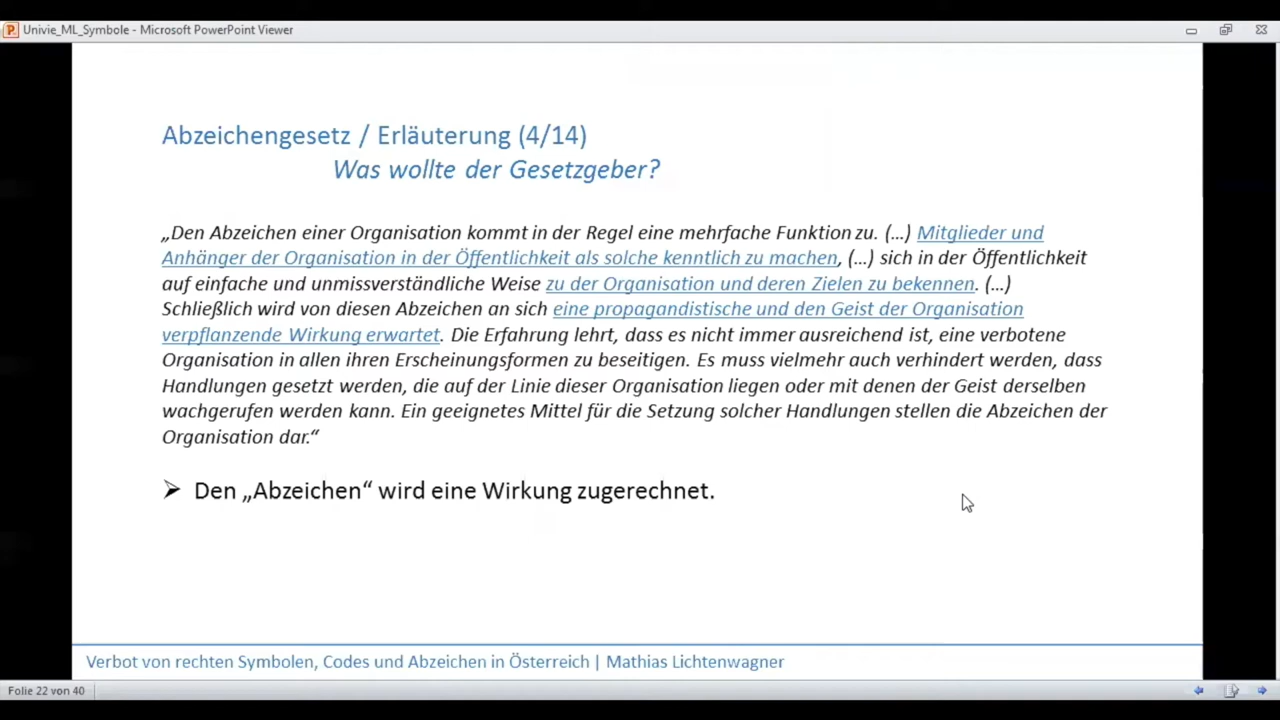 Univie_ML_Symbole - Microsoft PowerPoint Viewer
Abzeichengesetz / Erläuterung (4/14)
Was wollte der Gesetzgeber?
„Den Abzeichen einer Organisation kommt in der Regel eine mehrfache Funktion zu. (…) Mitglieder und
Anhänger der Organisation in der Öffentlichkeit als solche kenntlich zu machen, (…) sich in der Öffentlichkeit
auf einfache und unmissverständliche Weise zu der Organisation und deren Zielen zu bekennen. (…)
Schließlich wird von diesen Abzeichen an sich eine propagandistische und den Geist der Organisation
verpflanzende Wirkung erwartet. Die Erfahrung lehrt, dass es nicht immer ausreichend ist, eine verbotene
Organisation in allen ihren Erscheinungsformen zu beseitigen. Es muss vielmehr auch verhindert werden, dass
Handlungen gesetzt werden, die auf der Linie dieser Organisation liegen oder mit denen der Geist derselben
wachgerufen werden kann. Ein geeignetes Mittel für die Setzung solcher Handlungen stellen die Abzeichen der
Organisation dar.“
➢ Den „Abzeichen“ wird eine Wirkung zugerechnet.
Verbot von rechten Symbolen, Codes und Abzeichen in Österreich | Mathias Lichtenwagner
Folie 22 von 40